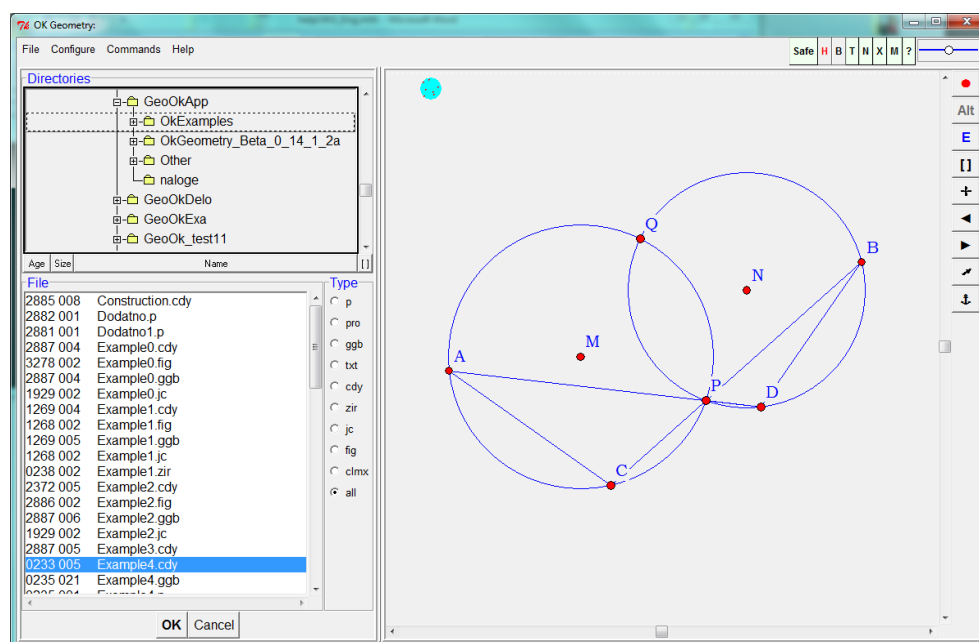 OK Geometry:
File Configure Commands Help
Safe H B T N X M ?
Directories
GeoOkApp
OkExamples
OkGeometry_Beta_0_14_1_2a
Other
naloge
GeoOkDelo
GeoOkExa
GeoOk_test11
Age Size Name []
File
2885 008 Construction.cdy
2882 001 Dodatno.p
2881 001 Dodatno1.p
2887 004 Example0.cdy
3278 002 Example0.fig
2887 004 Example0.ggb
1929 002 Example0.jc
1269 004 Example1.cdy
1268 002 Example1.fig
1269 005 Example1.ggb
1268 002 Example1.jc
0238 002 Example1.zir
2372 005 Example2.cdy
2886 002 Example2.fig
2887 006 Example2.ggb
1929 002 Example2.jc
2887 005 Example3.cdy
0233 005 Example4.cdy
0235 021 Example4.ggb
Type
p
pro
ggb
txt
cdy
zir
jc
fig
clmx
all
OK Cancel
Q
B
N
M
A
P
D
C
Alt
E
[]